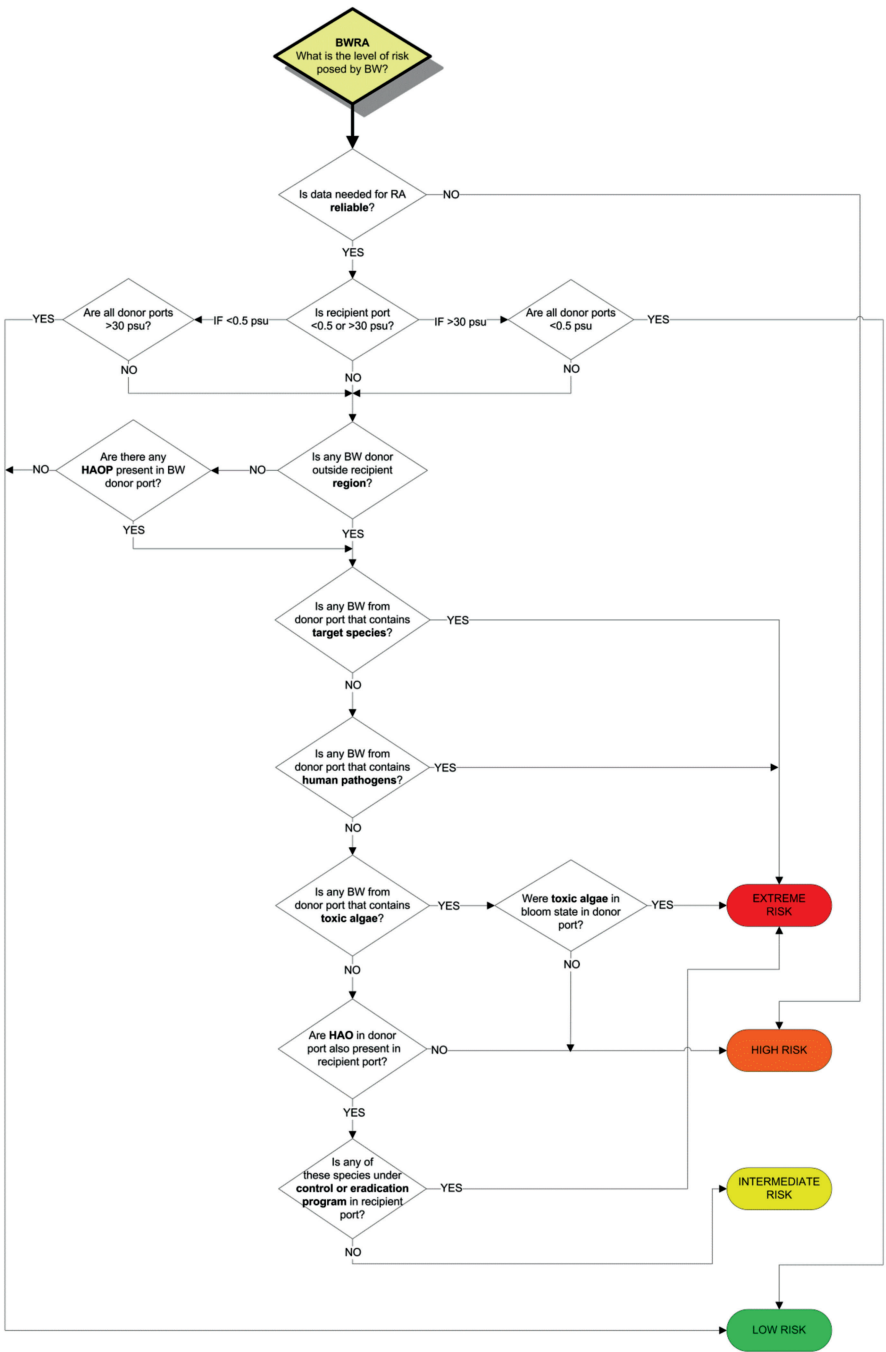 BWRA
What is the level of risk
posed by BW?
Is data needed for RA
reliable?
NO
YES
Are all donor ports
>30 psu?
YES
IF <0.5 psu
Is recipient port
<0.5 or >30 psu?
IF >30 psu
Are all donor ports
<0.5 psu
YES
NO
NO
NO
Are there any
HAOP present in BW
donor port?
NO
NO
Is any BW donor
outside recipient
region?
YES
YES
Is any BW from
donor port that contains
target species?
YES
NO
Is any BW from
donor port that contains
human pathogens?
YES
NO
Is any BW from
donor port that contains
toxic algae?
YES
Were toxic algae in
bloom state in donor
port?
YES
EXTREME
RISK
NO
NO
Are HAO in donor
port also present in
recipient port?
NO
HIGH RISK
YES
Is any of
these species under
control or eradication
program in recipient
port?
YES
INTERMEDIATE
RISK
NO
LOW RISK